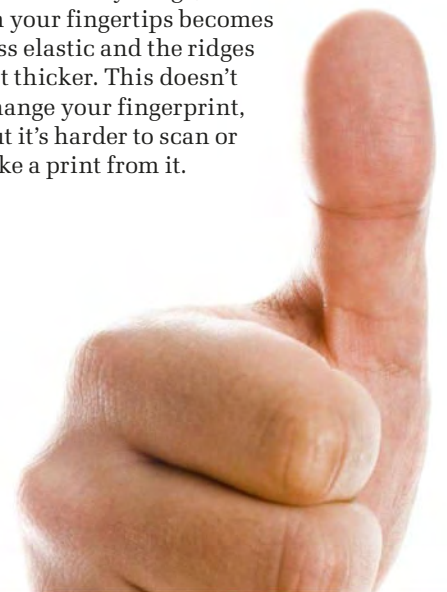 your fingertips becomes
elastic and the ridges
thicker. This doesn't
your fingerprint,
it's harder to scan or
a print from it.